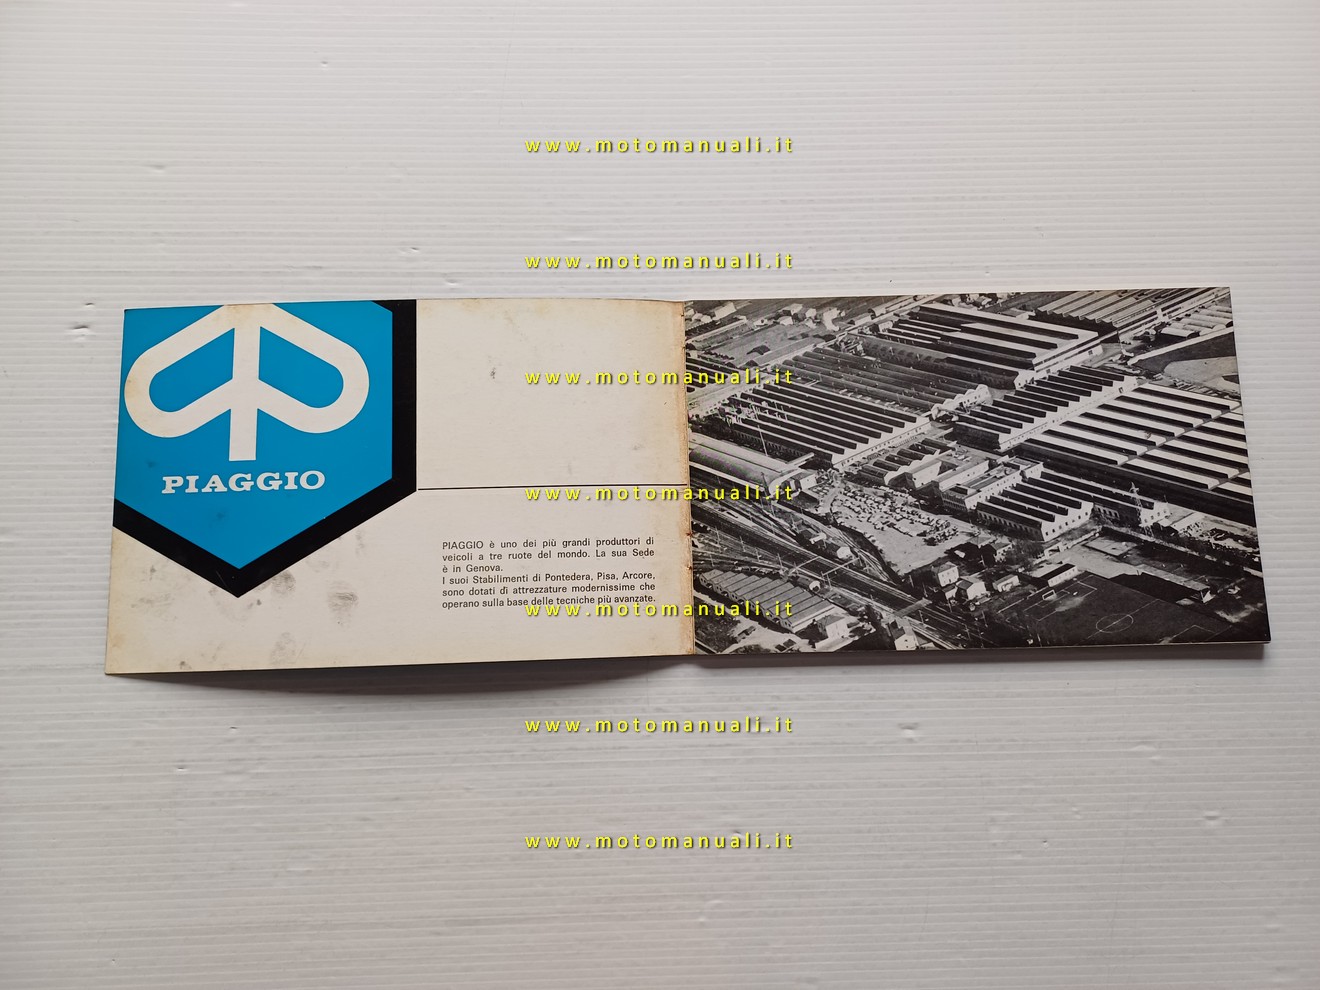 www.motomanuali.it
www.motomanuali.it
www.motomanuali.it
PIAGGIO
www.motomanuali.it
PIAGGIO è uno dei più grandi produttori di
veicoli a tre ruote del mondo. La sua Sede
è in Genova.
I suoi Stabilimenti di Pontedera, Pisa, Arcore,
sono dotati di attrezzature modernissime che
operano sulla base delle tecniche più avanzate.
www.motomanuali.it
www.motomanuali.it
www.motomanuali.it